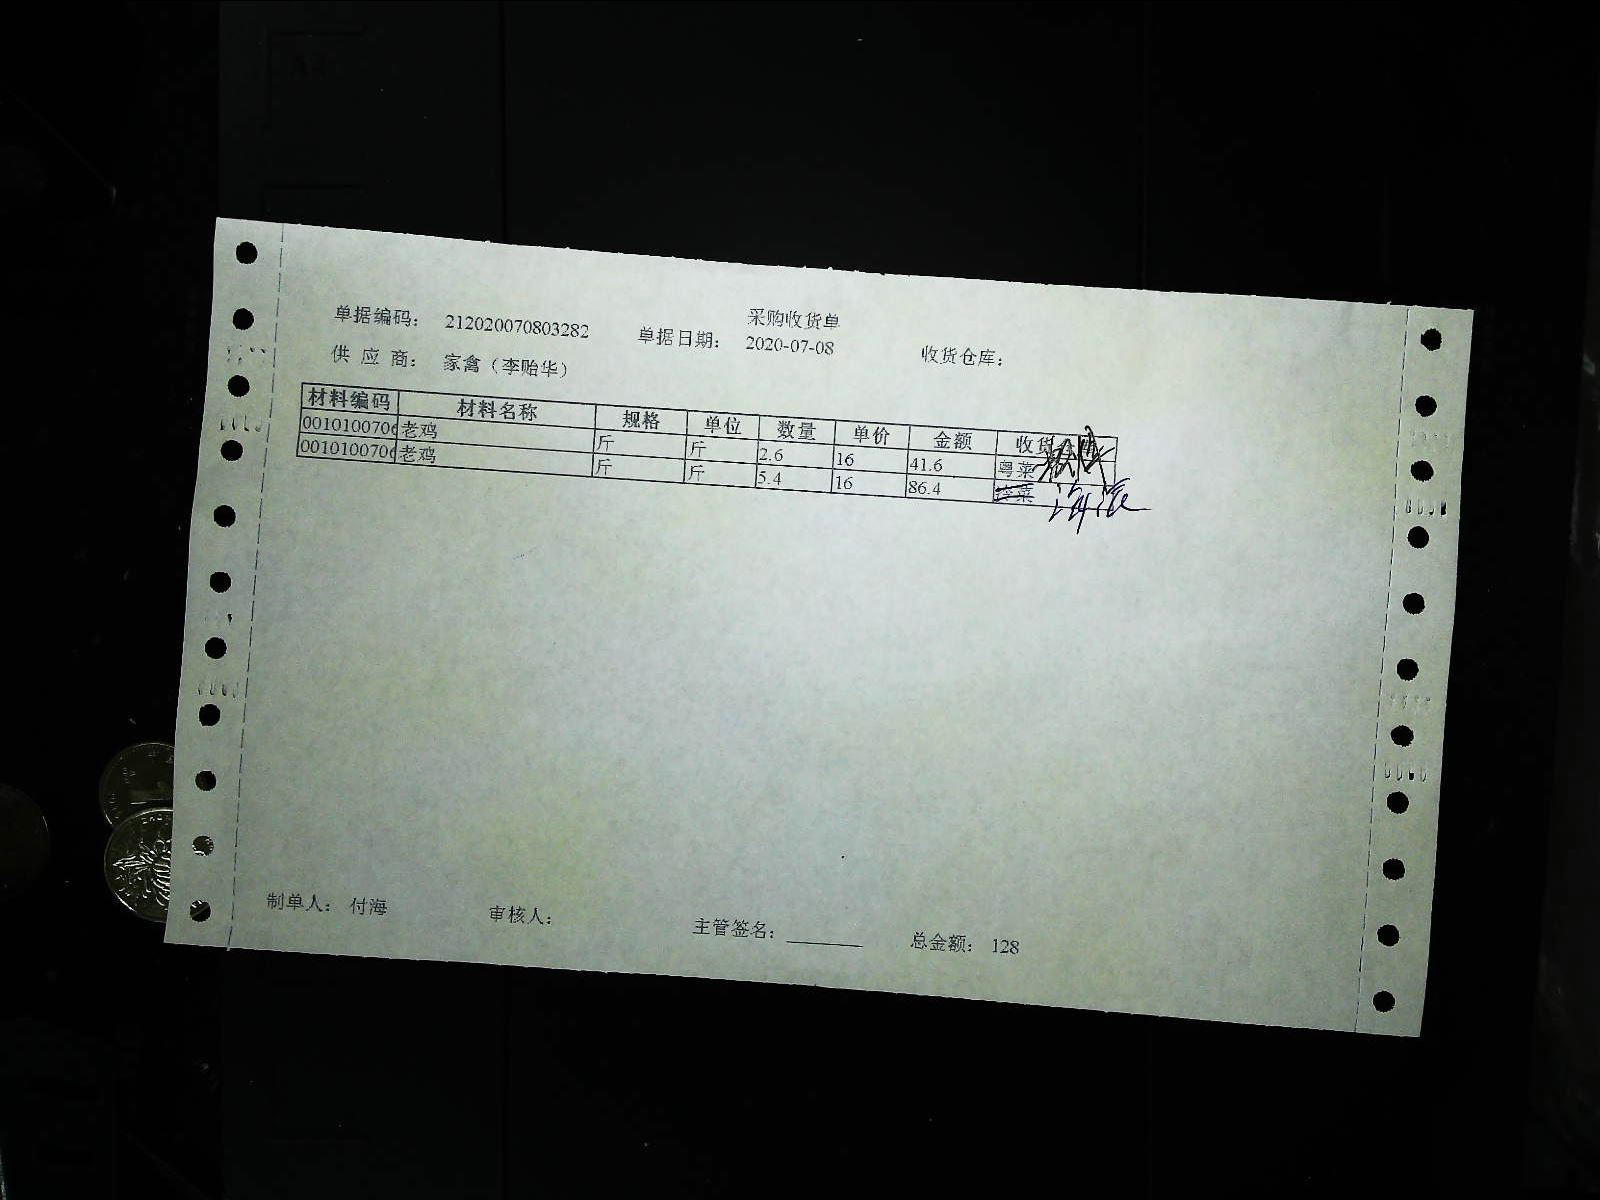 采购收货单
单据编码： 212020070803282 单据日期： 2020-07-08 收货仓库：
供 应 商： 家禽（李贻华）
材料编码 材料名称 规格 单位 数量 单价 金额 收货
0010100706 老鸡 斤 斤 2.6 16 41.6 粤菜
0010100706 老鸡 斤 斤 5.4 16 86.4
制单人： 付海 审核人： 主管签名： 总金额： 128